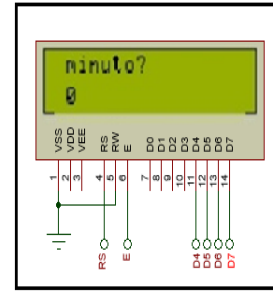 minuto?
0
VSS VDD VEE RS RW E D0 D1 D2 D3 D4 D5 D6 D7
1 2 3 4 5 6 7 8 9 10 11 12 13 14
RS E D4 D5 D6 D7